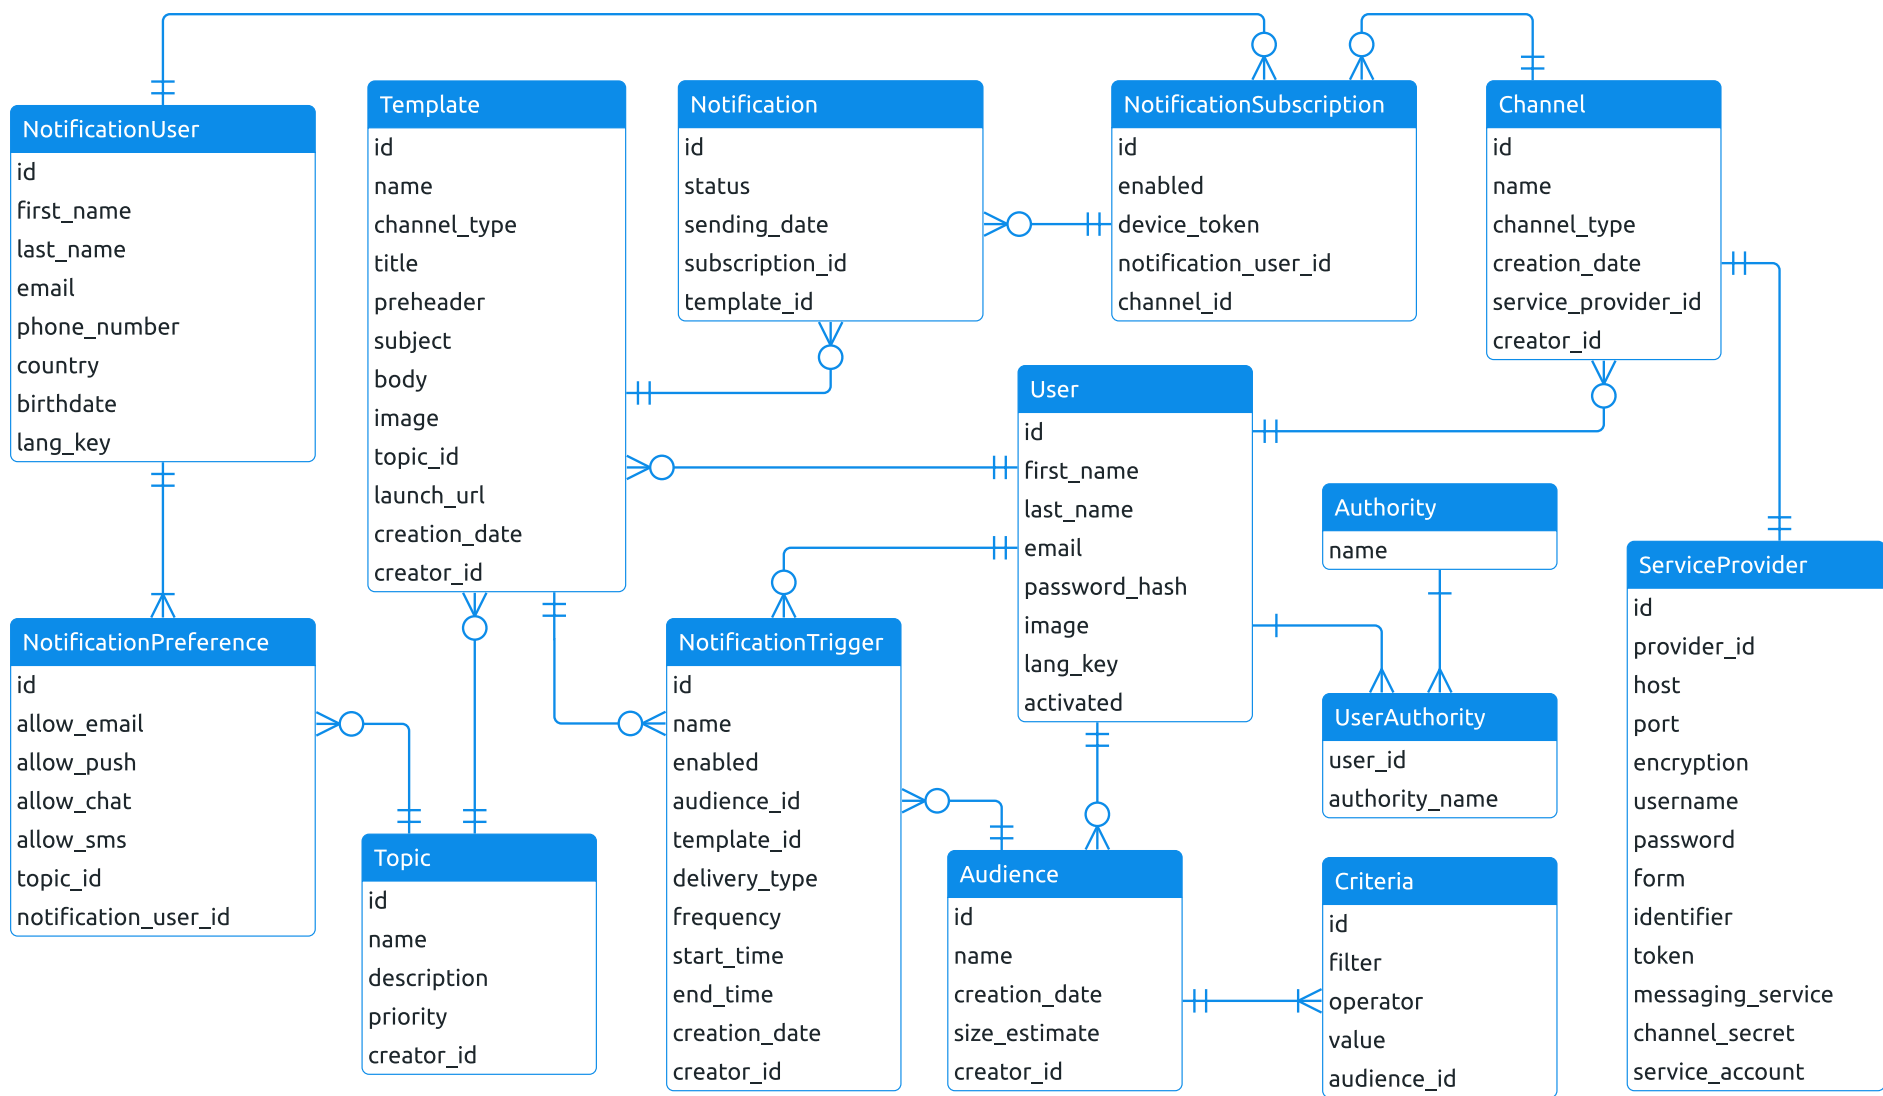 NotificationUser
id
first_name
last_name
email
phone_number
country
birthdate
lang_key
Template
id
name
channel_type
title
preheader
subject
body
image
topic_id
launch_url
creation_date
creator_id
Notification
id
status
sending_date
subscription_id
template_id
NotificationSubscription
id
enabled
device_token
notification_user_id
channel_id
Channel
id
name
channel_type
creation_date
service_provider_id
creator_id
User
id
first_name
last_name
email
password_hash
image
lang_key
activated
Authority
name
ServiceProvider
id
provider_id
host
port
encryption
username
password
form
identifier
token
messaging_service
channel_secret
service_account
NotificationPreference
id
allow_email
allow_push
allow_chat
allow_sms
topic_id
notification_user_id
Topic
id
name
description
priority
creator_id
NotificationTrigger
id
name
enabled
audience_id
template_id
delivery_type
frequency
start_time
end_time
creation_date
creator_id
UserAuthority
user_id
authority_name
Audience
id
name
creation_date
size_estimate
creator_id
Criteria
id
filter
operator
value
audience_id